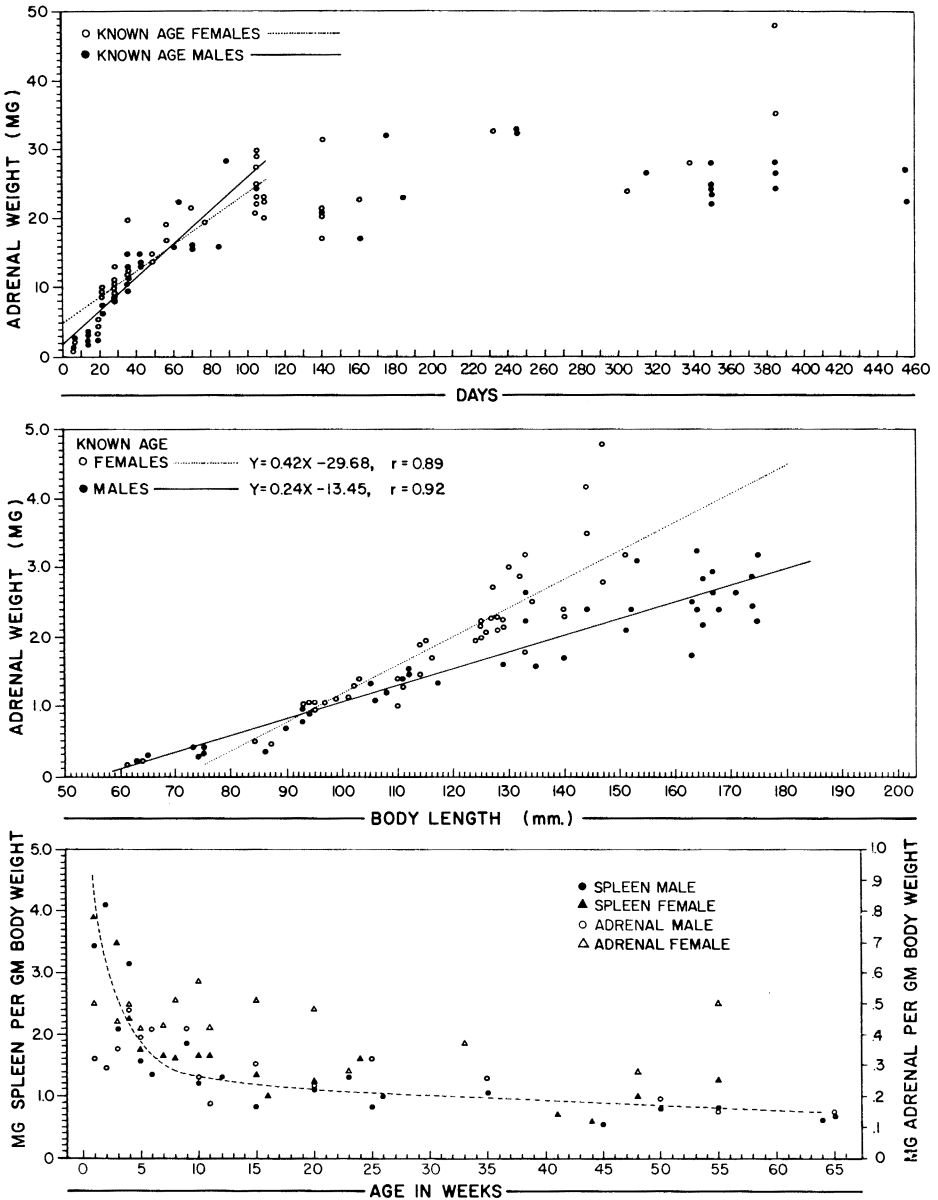 50
40
30
20
10
0
ADRENAL WEIGHT (MG)
KNOWN AGE FEMALES
KNOWN AGE MALES
0 20 40 60 80 100 120 140 160 180 200 220 240 260 280 300 320 340 360 380 400 420 440 460
DAYS
5.0
4.0
3.0
2.0
1.0
0
ADRENAL WEIGHT (MG)
KNOWN AGE
FEMALES Y=0.42X -29.68, r=0.89
MALES Y=0.24X -13.45, r=0.92
50 60 70 80 90 100 110 120 130 140 150 160 170 180 190 200
BODY LENGTH (mm.)
5.0
4.0
3.0
2.0
1.0
0
MG SPLEEN PER GM BODY WEIGHT
SPLEEN MALE
SPLEEN FEMALE
ADRENAL MALE
ADRENAL FEMALE
1.0
.9
.8
.7
.6
.5
.4
.3
.2
.1
0
MG ADRENAL PER GM BODY WEIGHT
0 5 10 15 20 25 30 35 40 45 50 55 60 65
AGE IN WEEKS